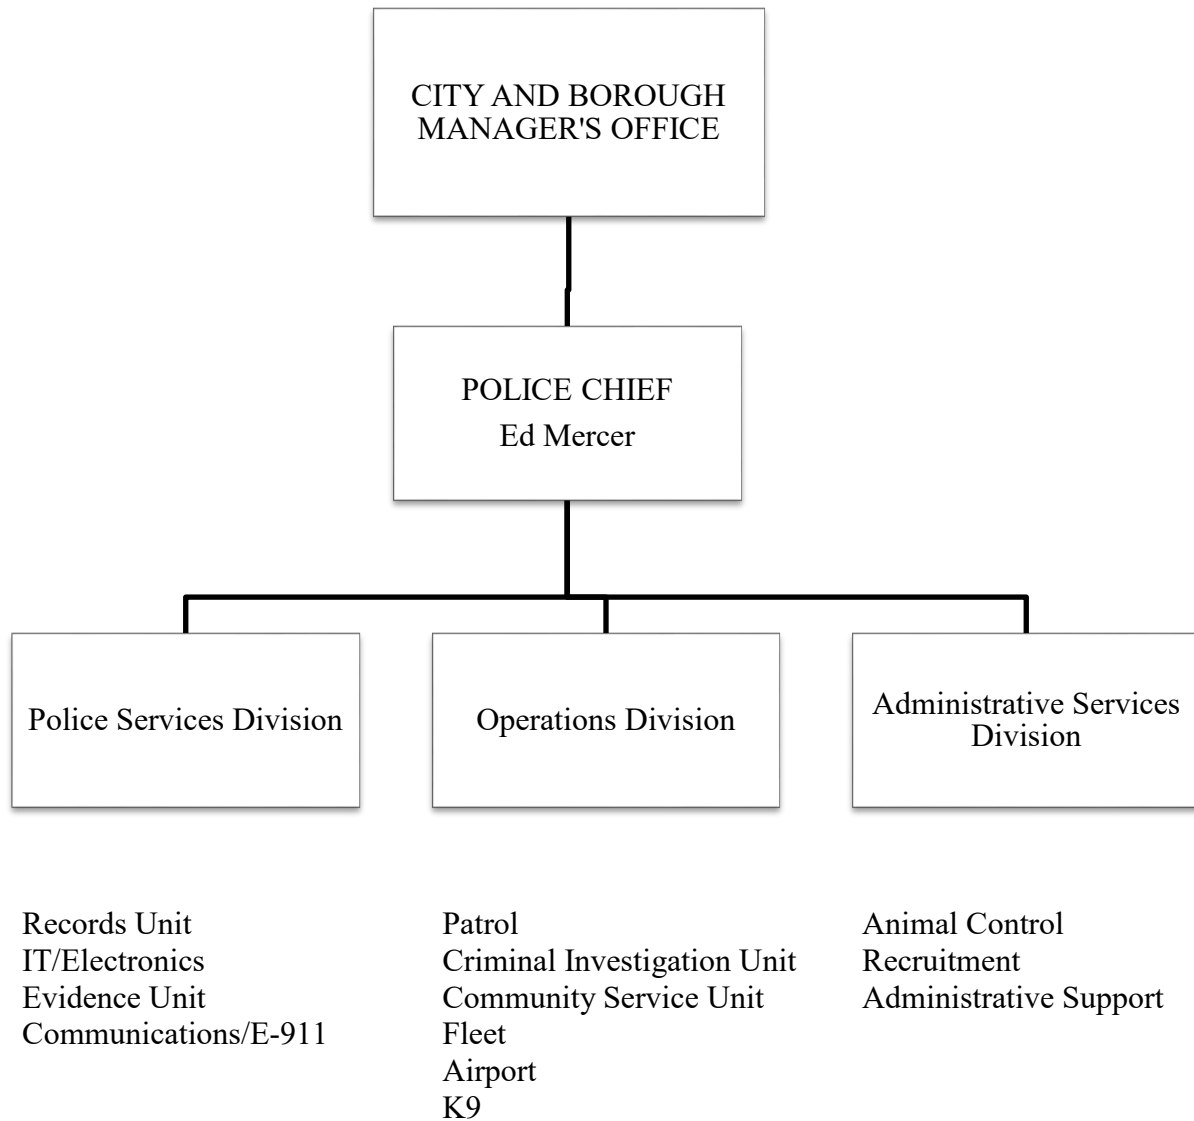 CITY AND BOROUGH
MANAGER'S OFFICE
POLICE CHIEF
Ed Mercer
Police Services Division
Operations Division
Administrative Services
Division
Records Unit
IT/Electronics
Evidence Unit
Communications/E-911
Patrol
Criminal Investigation Unit
Community Service Unit
Fleet
Airport
K9
Animal Control
Recruitment
Administrative Support